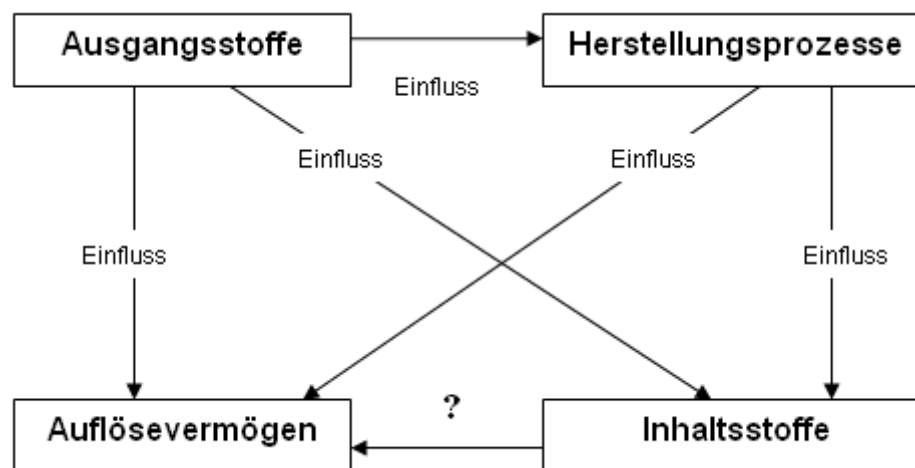 Ausgangsstoffe
Herstellungsprozesse
Einfluss
Einfluss
Einfluss
Einfluss
Einfluss
?
Auflösevermögen
Inhaltsstoffe